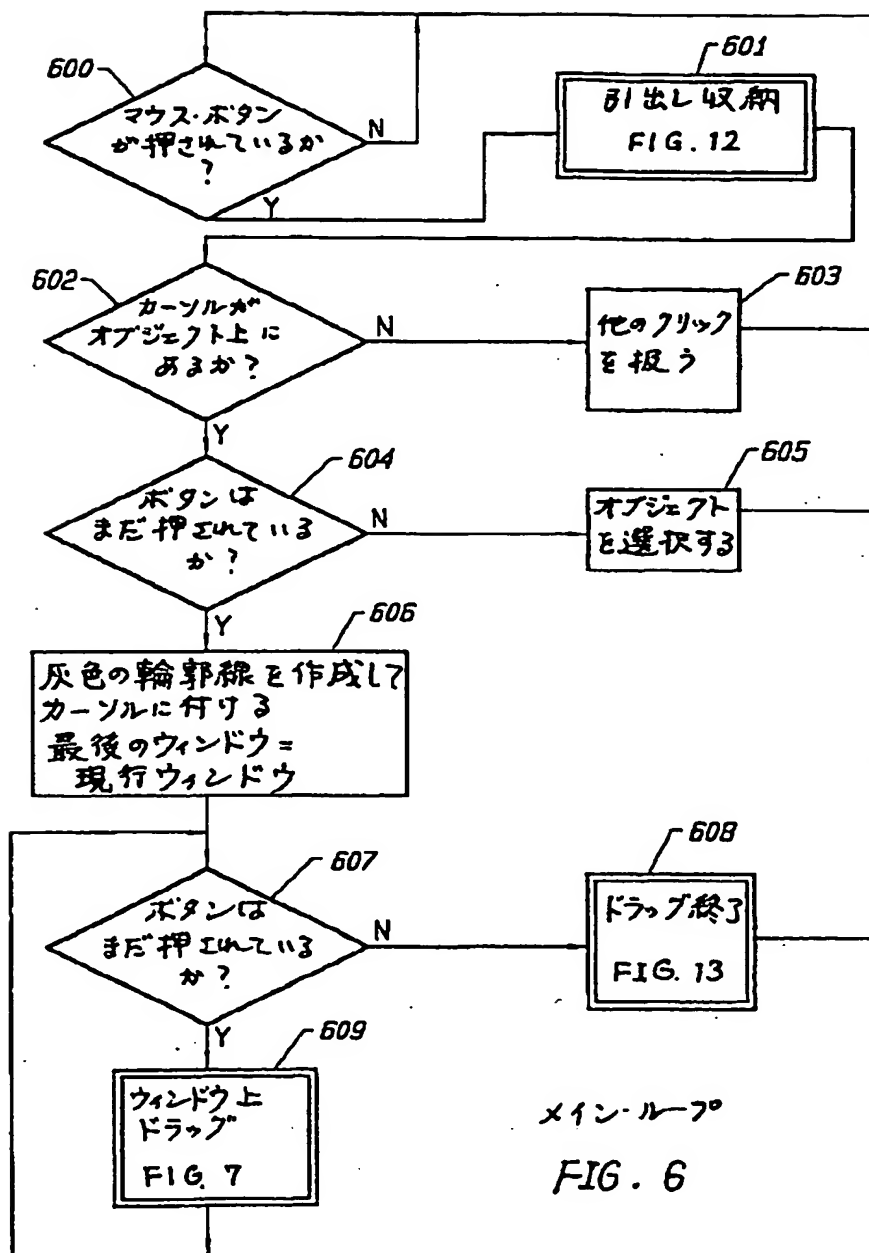 600
マウス・ボタン
が押されているか
?
N
Y
601
引出し収納
FIG. 12
602
カーソルが
オブジェクト上に
あるか?
N
Y
603
他のクリック
を扱う
604
ボタンは
まだ押されている
か?
N
Y
605
オブジェクト
を選択する
606
灰色の輪郭線を作成して
カーソルに付ける
最後のウィンドウ=
現行ウィンドウ
607
ボタンは
まだ押されている
か?
N
Y
608
ドラッグ終了
FIG. 13
609
ウィンドウ上
ドラッグ
FIG. 7
メイン・ループ
FIG. 6